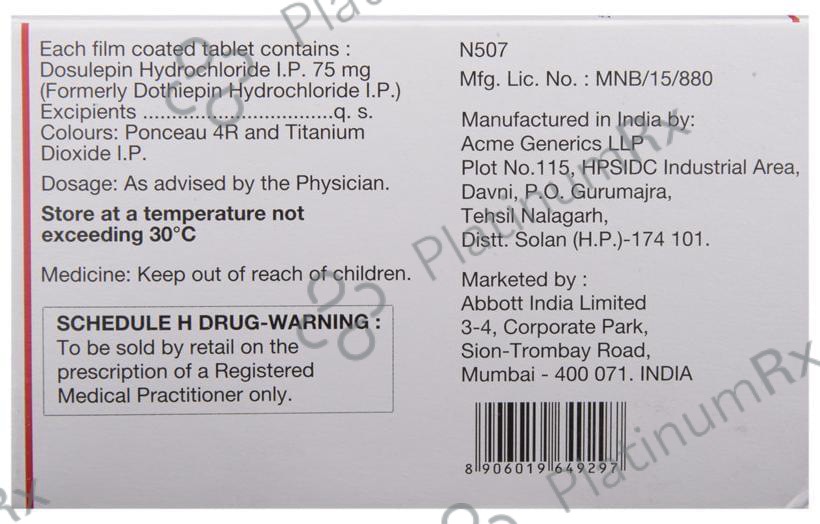 Each film coated tablet contains :
Dosulepin Hydrochloride I.P. 75 mg
(Formerly Dothiepin Hydrochloride I.P.)
Excipients ................................q. s.
Colours: Ponceau 4R and Titanium
Dioxide I.P.
Dosage: As advised by the Physician.
Store at a temperature not
exceeding 30°C
Medicine: Keep out of reach of children.
SCHEDULE H DRUG-WARNING :
To be sold by retail on the
prescription of a Registered
Medical Practitioner only.
N507
Mfg. Lic. No. : MNB/15/880
Manufactured in India by:
Acme Generics LLP
Plot No.115, HPSIDC Industrial Area,
Davni, P.O. Gurumajra,
Tehsil Nalagarh,
Distt. Solan (H.P.)-174 101.
Marketed by :
Abbott India Limited
3-4, Corporate Park,
Sion-Trombay Road,
Mumbai - 400 071. INDIA
8 906019 649297
PlatinumRx
PlatinumRx